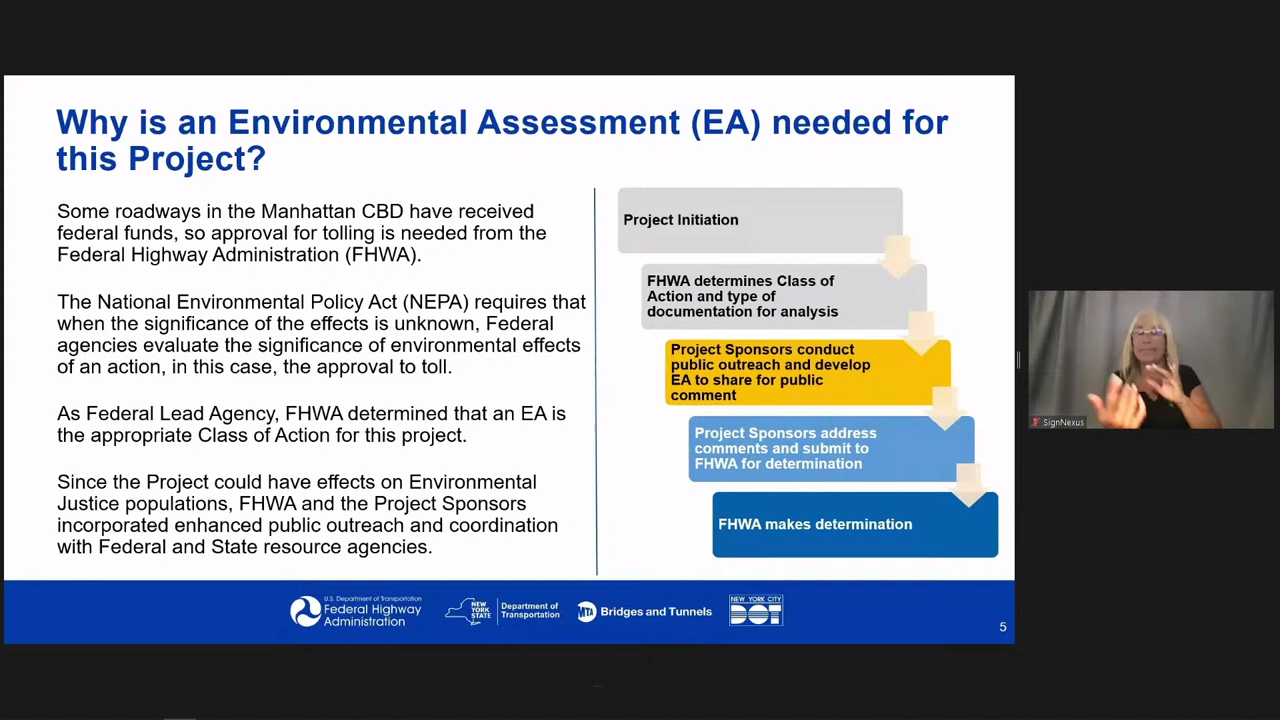 Why is an Environmental Assessment (EA) needed for
this Project?
Some roadways in the Manhattan CBD have received
federal funds, so approval for tolling is needed from the
Federal Highway Administration (FHWA).
The National Environmental Policy Act (NEPA) requires that
when the significance of the effects is unknown, Federal
agencies evaluate the significance of environmental effects
of an action, in this case, the approval to toll.
As Federal Lead Agency, FHWA determined that an EA is
the appropriate Class of Action for this project.
Since the Project could have effects on Environmental
Justice populations, FHWA and the Project Sponsors
incorporated enhanced public outreach and coordination
with Federal and State resource agencies.
Project Initiation
FHWA determines Class of
Action and type of
documentation for analysis
Project Sponsors conduct
public outreach and develop
EA to share for public
comment
Project Sponsors address
comments and submit to
FHWA for determination
FHWA makes determination
SignNexus
U.S. Department of Transportation
Federal Highway
Administration
NEW
YORK
STATE
Department of
Transportation
MTA
Bridges and Tunnels
NEW YORK CITY
DOT
5